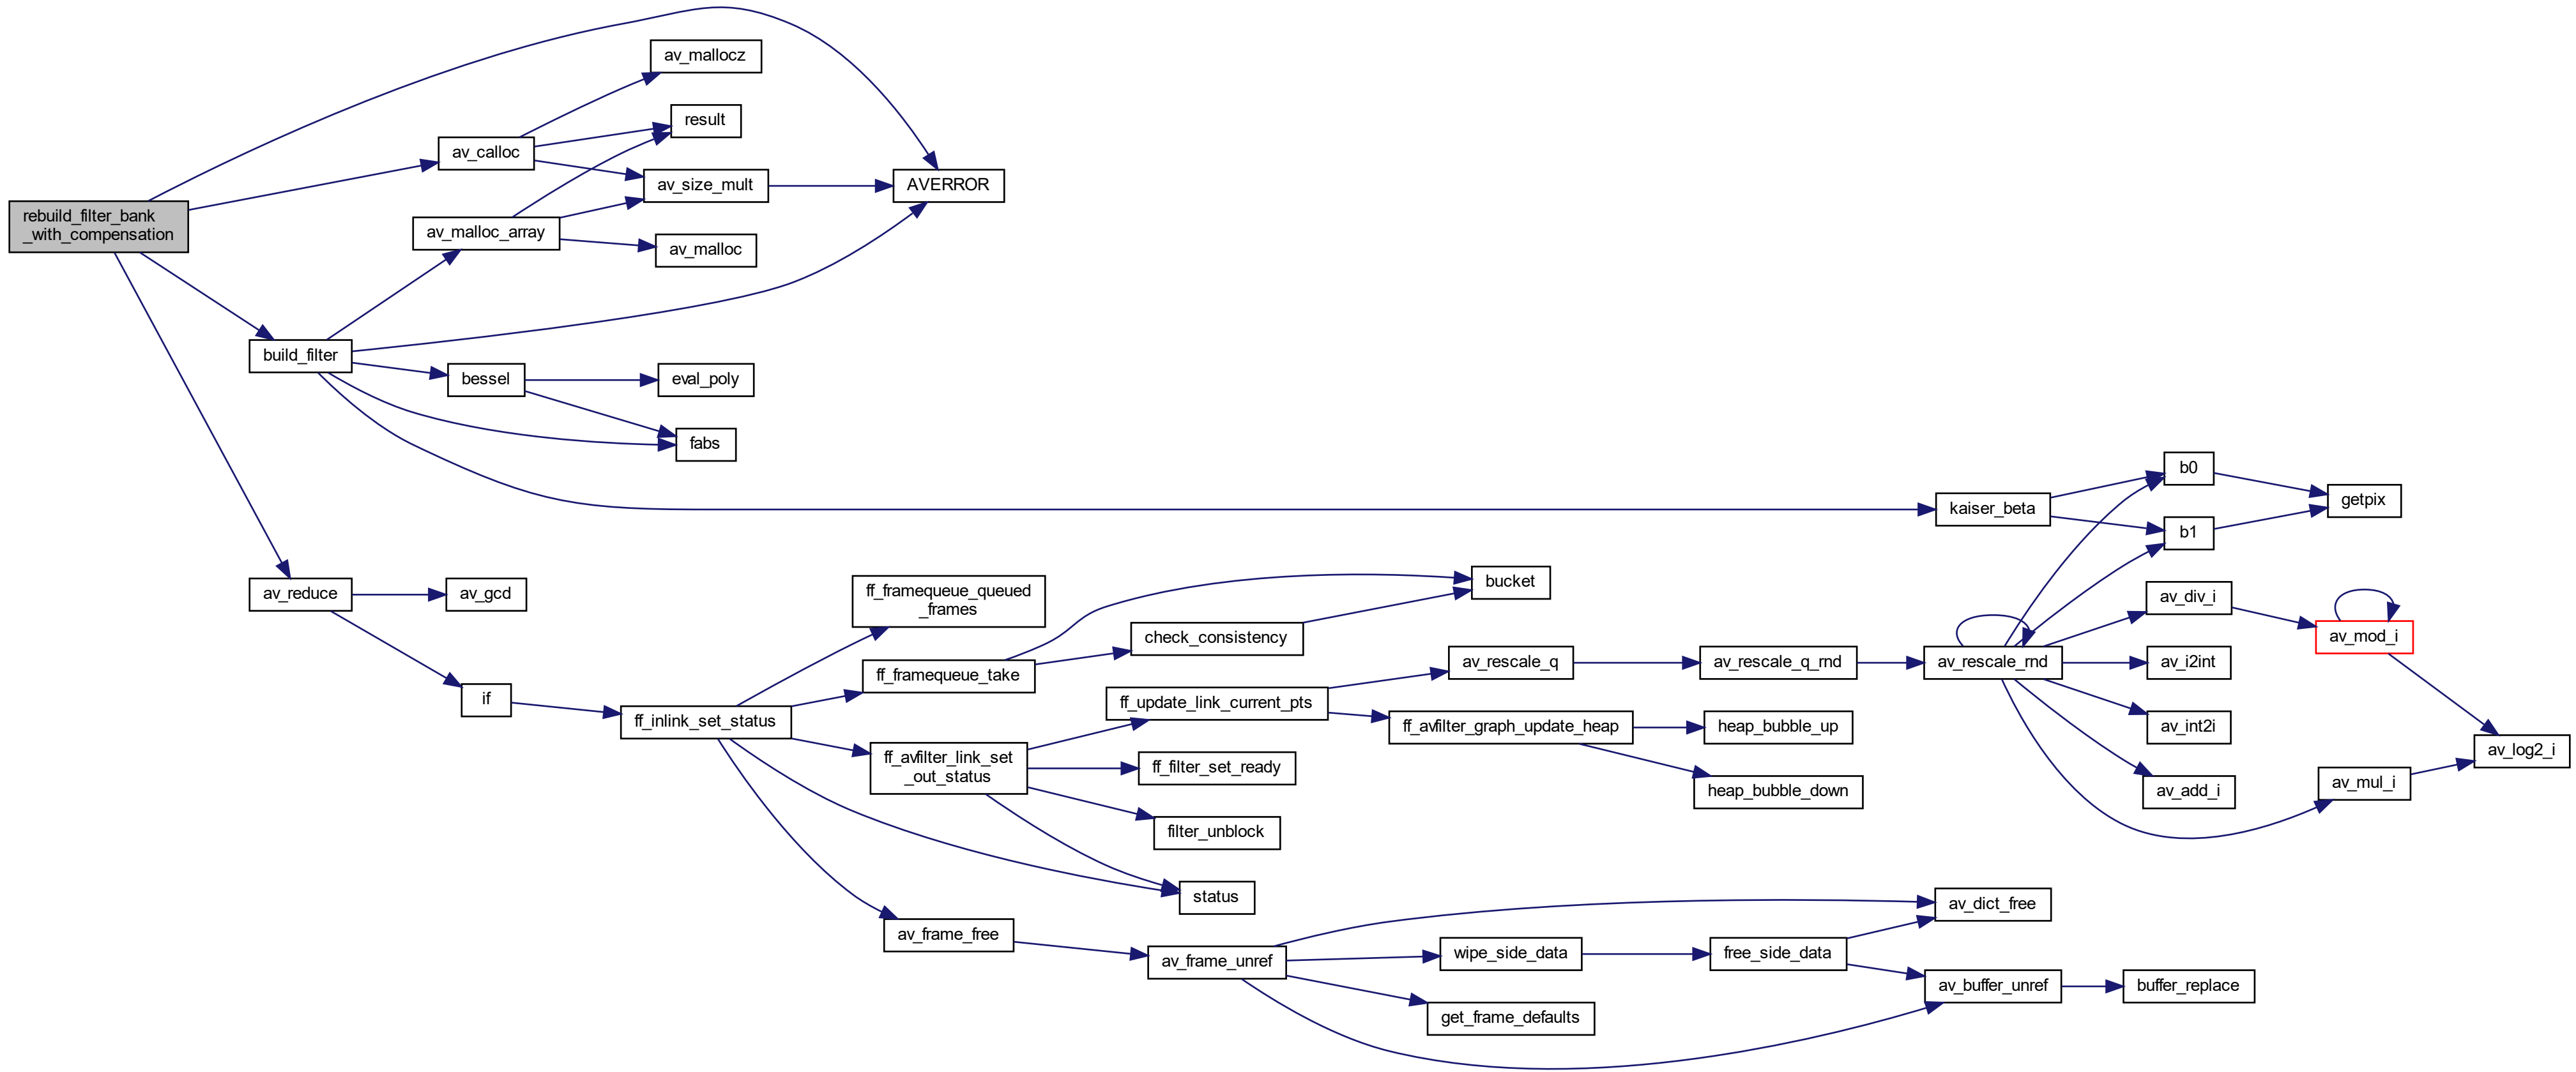 rebuild_filter_bank
_with_compensation
av_calloc
av_mallocz
result
av_size_mult
AVERROR
av_malloc_array
av_malloc
build_filter
bessel
eval_poly
fabs
kaiser_beta
b0
b1
getpix
av_reduce
av_gcd
if
ff_inlink_set_status
ff_framequeue_queued
_frames
ff_framequeue_take
check_consistency
bucket
ff_avfilter_link_set
_out_status
ff_update_link_current_pts
ff_filter_set_ready
filter_unblock
status
av_rescale_q
av_rescale_q_rnd
av_rescale_rnd
ff_avfilter_graph_update_heap
heap_bubble_up
heap_bubble_down
av_div_i
av_mod_i
av_i2int
av_int2i
av_add_i
av_mul_i
av_log2_i
av_frame_free
av_frame_unref
wipe_side_data
free_side_data
get_frame_defaults
av_dict_free
av_buffer_unref
buffer_replace